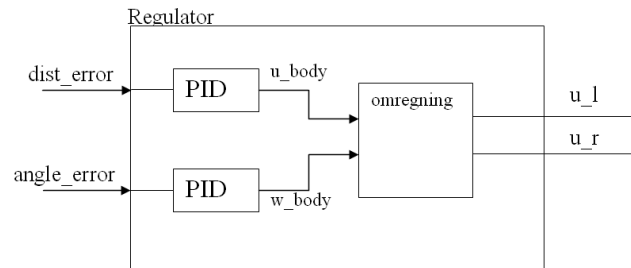 Regulator
dist_error
PID
u_body
omregning
u_l
u_r
angle_error
PID
w_body